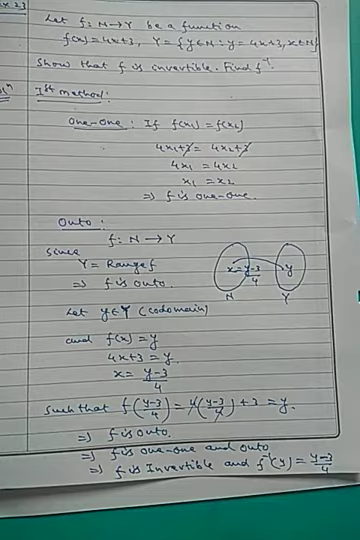 Ex 23
Let f: N→Y be a function
f(x) = 4x+3, Y = {y∈N : y = 4x+3, x∈N}
Show that f is invertible. Find f⁻¹.
Ist method:
one-one : If f(x₁) = f(x₂)
4x₁+3 = 4x₂+3
4x₁ = 4x₂
x₁ = x₂
⇒ f is one-one.
Onto :
f: N → Y
Since
Y = Range f
⇒ f is onto.
x = y-3/4
y
N
Y
Let y∈Y (codomain)
and f(x) = y
4x+3 = y
x = y-3/4
Such that f(y-3/4) = 4(y-3/4) + 3 = y.
⇒ f is onto.
⇒ f is one-one and onto
⇒ f is Invertible and f⁻¹(y) = y-3/4